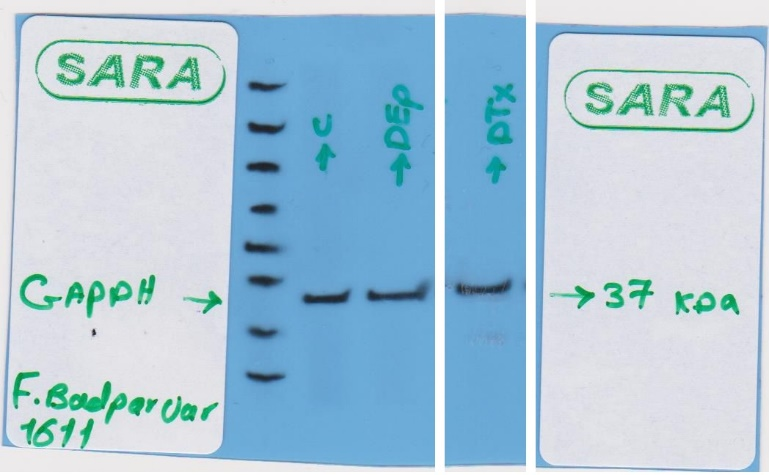 SARA
GAPDH →
F. Badparvar
1611
→ C
→ DEP
→ DTX
SARA
→ 37 KDa